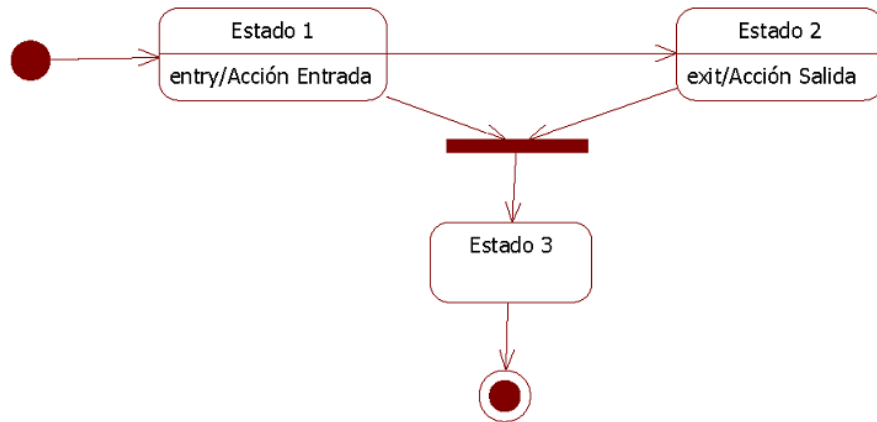 Estado 1
entry/Acción Entrada
Estado 2
exit/Acción Salida
Estado 3